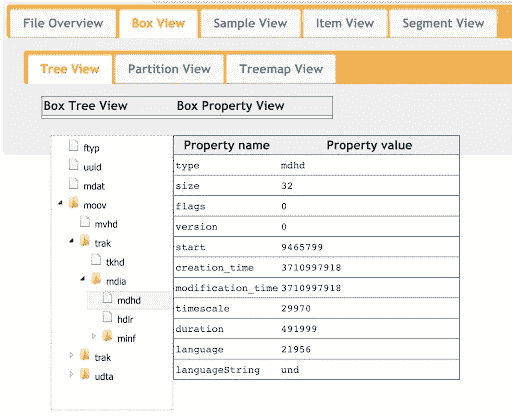 File Overview Box View Sample View Item View Segment View
Tree View Partition View Treemap View
Box Tree View Box Property View
ftyp
uuid
mdat
moov
mvhd
trak
tkhd
mdia
mdhd
hdlr
minf
trak
udta
Property name Property value
type mdhd
size 32
flags 0
version 0
start 9465799
creation_time 3710997918
modification_time 3710997918
timescale 29970
duration 491999
language 21956
languageString und